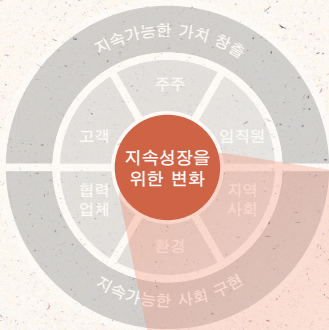 지속가능한 가치 창출
주주
고객
임직원
지속성장을
위한 변화
협력
업체
지역
사회
환경
지속가능한 사회 구현